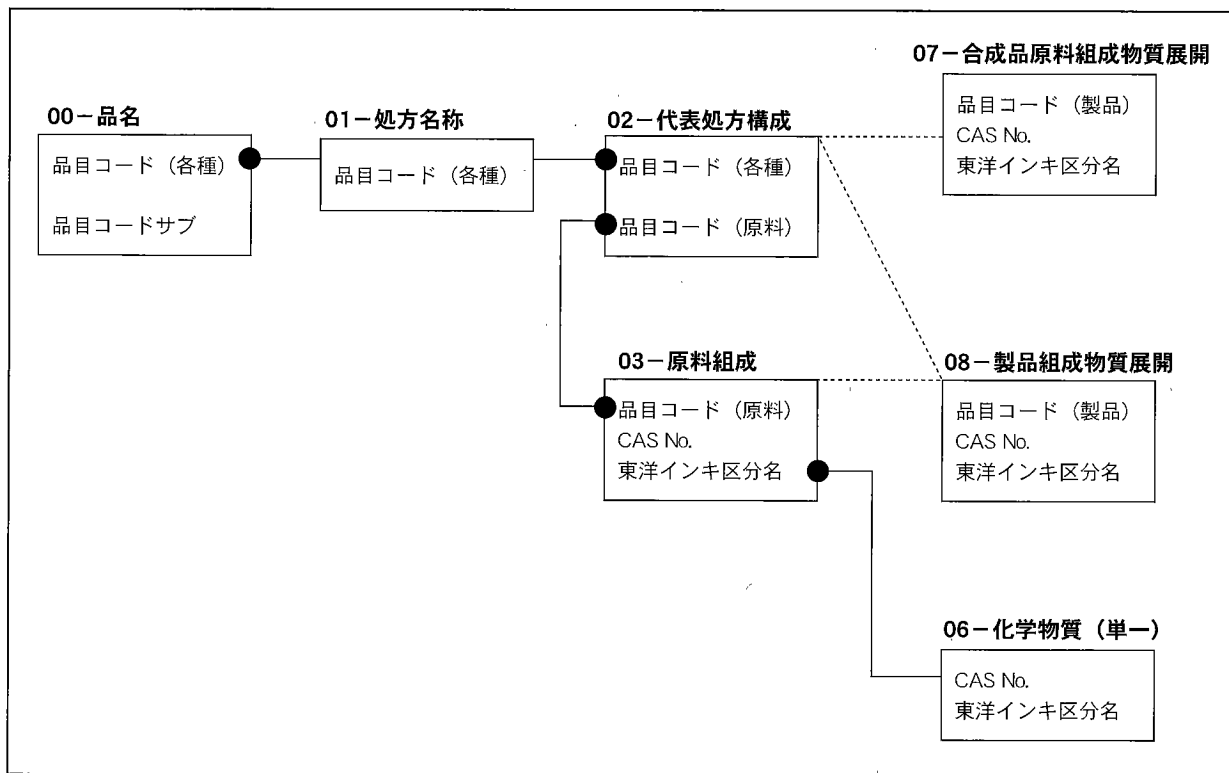 07－合成品原料組成物質展開
品目コード（製品）
CAS No.
東洋インキ区分名
00－品名
品目コード（各種）
品目コードサブ
01－処方名称
品目コード（各種）
02－代表処方構成
品目コード（各種）
品目コード（原料）
03－原料組成
品目コード（原料）
CAS No.
東洋インキ区分名
08－製品組成物質展開
品目コード（製品）
CAS No.
東洋インキ区分名
06－化学物質（単一）
CAS No.
東洋インキ区分名